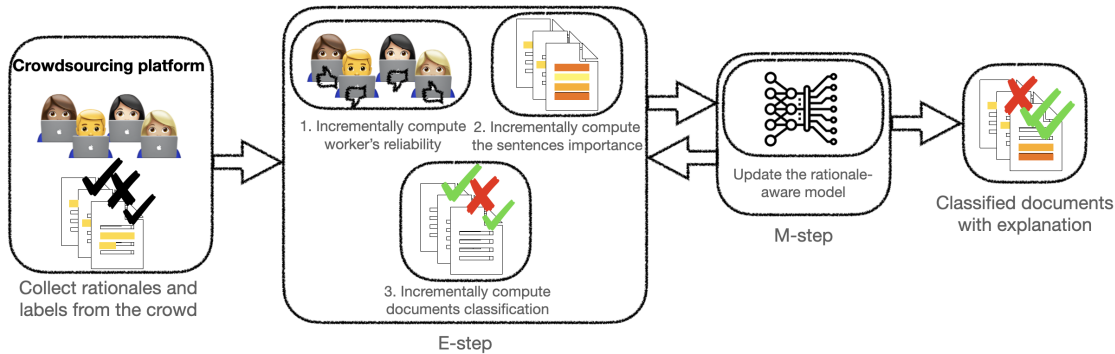 Crowdsourcing platform
Collect rationales and
labels from the crowd
1. Incrementally compute
worker's reliability
2. Incrementally compute
the sentences importance
3. Incrementally compute
documents classification
E-step
Update the rationale-
aware model
M-step
Classified documents
with explanation